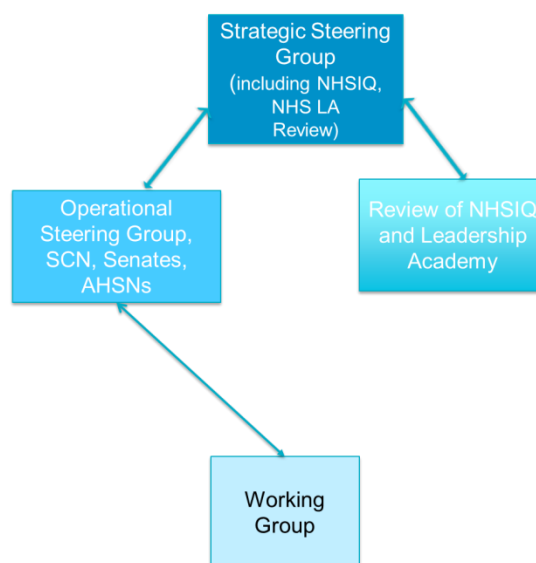 Strategic Steering
Group
(including NHSIQ,
NHS LA
Review)
Operational
Steering Group,
SCN, Senates,
AHSNs
Review of NHSIQ
and Leadership
Academy
Working
Group